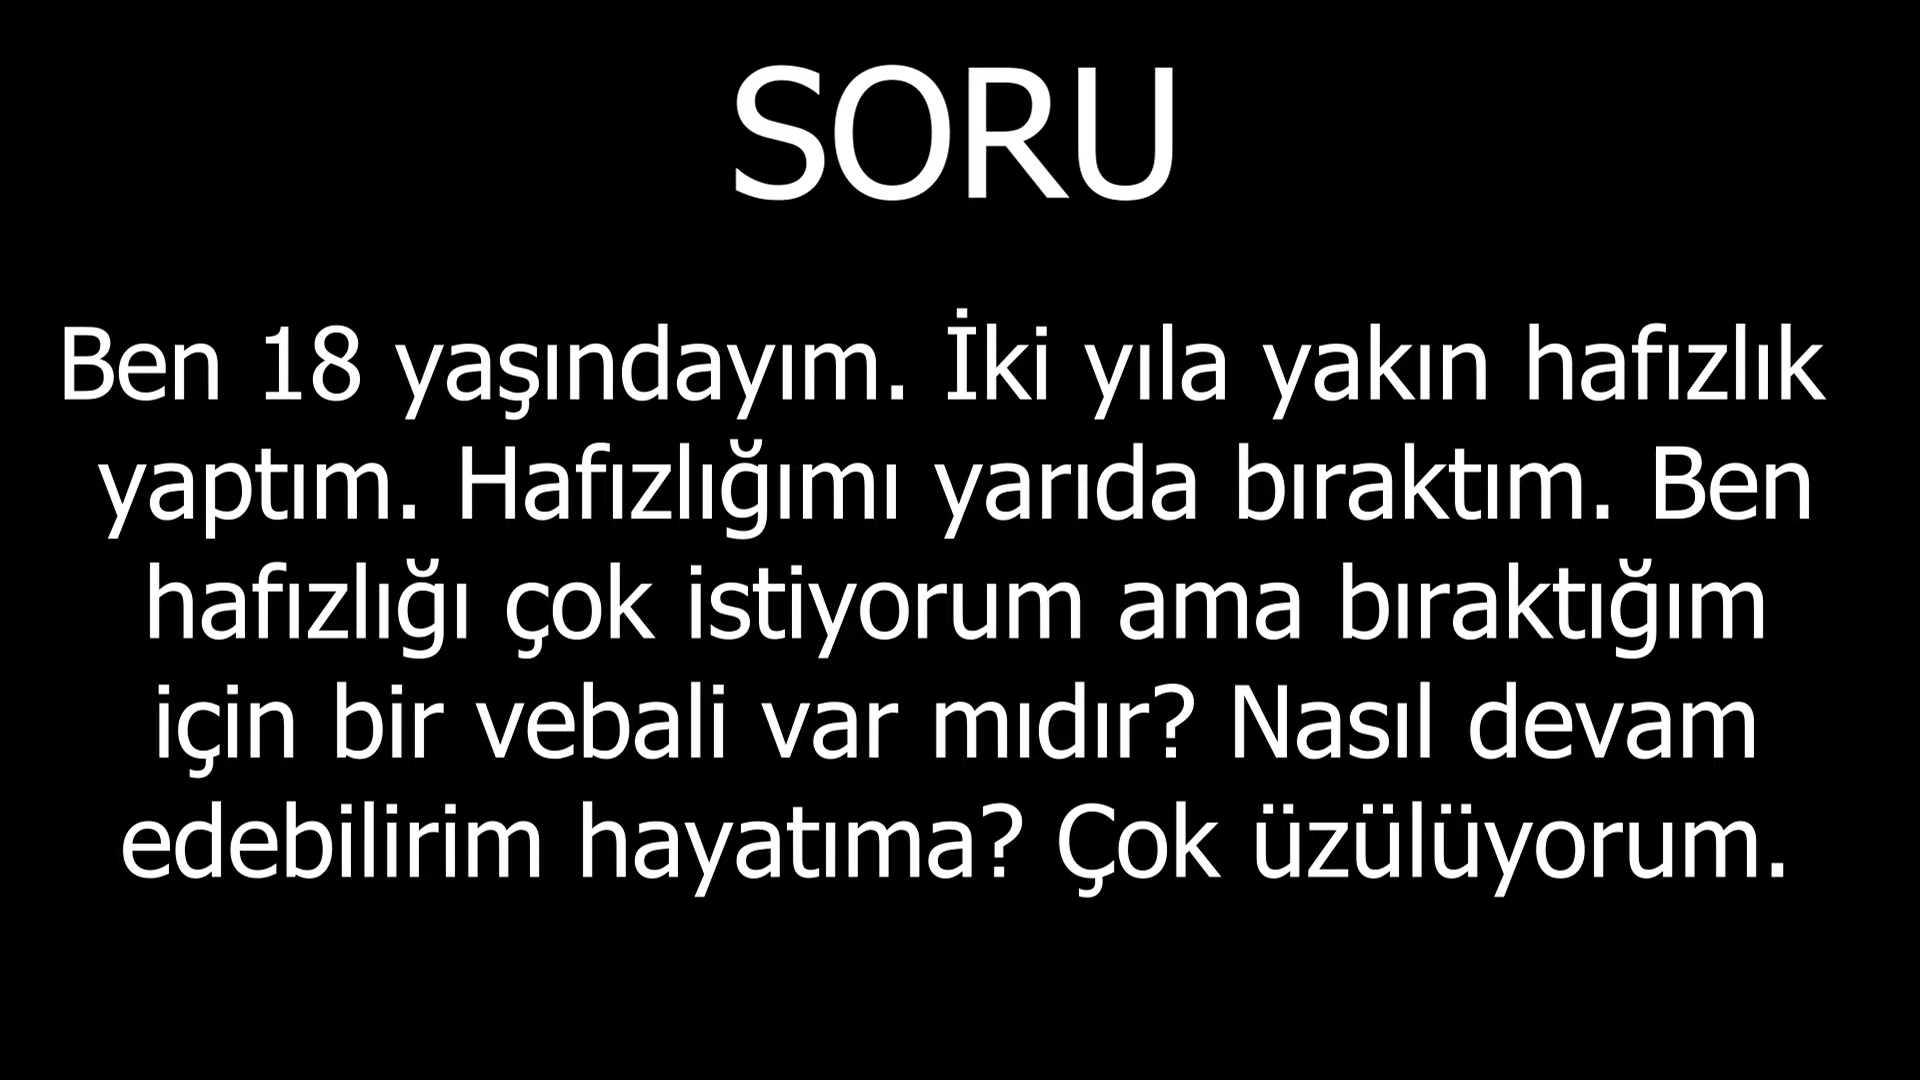 SORU
Ben 18 yaşındayım. İki yıla yakın hafızlık
yaptım. Hafızlığımı yarıda bıraktım. Ben
hafızlığı çok istiyorum ama bıraktığım
için bir vebali var mıdır? Nasıl devam
edebilirim hayatıma? Çok üzülüyorum.